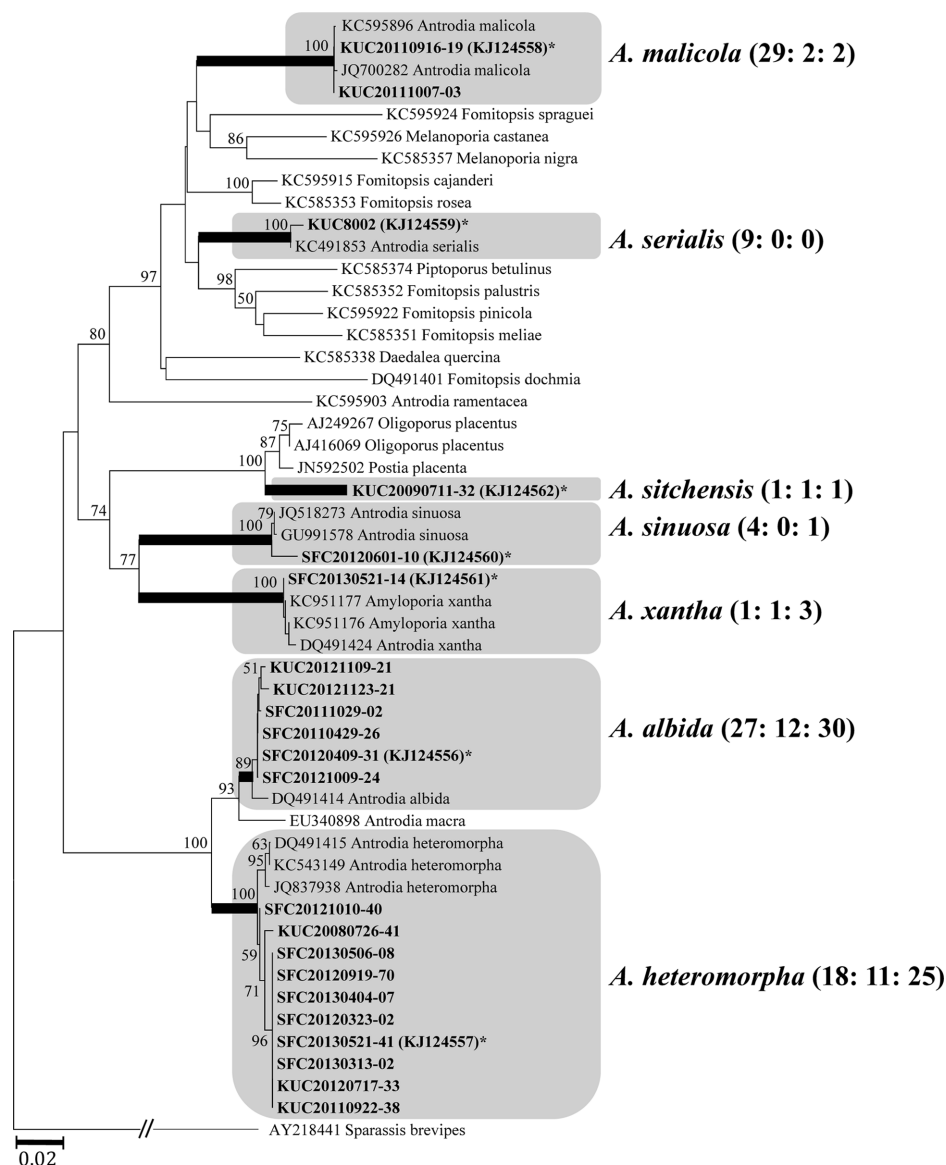 KC595896 Antrodia malicola
100
KUC20110916-19 (KJ124558)*
JQ700282 Antrodia malicola
KUC20111007-03
A. malicola (29: 2: 2)
KC595924 Fomitopsis spraguei
KC595926 Melanoporia castanea
86
KC585357 Melanoporia nigra
KC595915 Fomitopsis cajanderi
100
KC585353 Fomitopsis rosea
KUC8002 (KJ124559)*
100
KC491853 Antrodia serialis
A. serialis (9: 0: 0)
KC585374 Piptoporus betulinus
98
KC585352 Fomitopsis palustris
97
50
KC595922 Fomitopsis pinicola
KC585351 Fomitopsis meliae
80
KC585338 Daedalea quercina
DQ491401 Fomitopsis dochmia
KC595903 Antrodia ramentacea
75
AJ249267 Oligoporus placentus
87
AJ416069 Oligoporus placentus
100
JN592502 Postia placenta
KUC20090711-32 (KJ124562)*
A. sitchensis (1: 1: 1)
74
79
JQ518273 Antrodia sinuosa
100
GU991578 Antrodia sinuosa
SFC20120601-10 (KJ124560)*
A. sinuosa (4: 0: 1)
77
100
SFC20130521-14 (KJ124561)*
KC951177 Amyloporia xantha
KC951176 Amyloporia xantha
DQ491424 Antrodia xantha
A. xantha (1: 1: 3)
51
KUC20121109-21
KUC20121123-21
SFC20111029-02
SFC20110429-26
SFC20120409-31 (KJ124556)*
89
SFC20121009-24
DQ491414 Antrodia albida
A. albida (27: 12: 30)
93
EU340898 Antrodia macra
100
63
DQ491415 Antrodia heteromorpha
95
KC543149 Antrodia heteromorpha
JQ837938 Antrodia heteromorpha
100
SFC20121010-40
KUC20080726-41
59
SFC20130506-08
SFC20120919-70
71
SFC20130404-07
SFC20120323-02
96
SFC20130521-41 (KJ124557)*
SFC20130313-02
KUC20120717-33
KUC20110922-38
A. heteromorpha (18: 11: 25)
AY218441 Sparassis brevipes
0.02